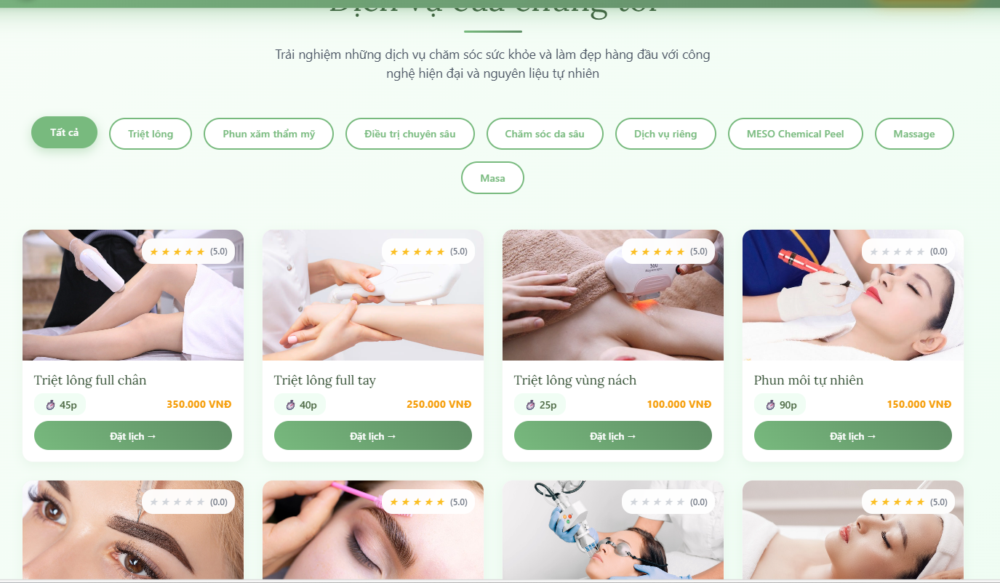 Dịch vụ của chúng tôi
Trải nghiệm những dịch vụ chăm sóc sức khỏe và làm đẹp hàng đầu với công
nghệ hiện đại và nguyên liệu tự nhiên
Tất cả
Triệt lông
Phun xăm thẩm mỹ
Điều trị chuyên sâu
Chăm sóc da sâu
Dịch vụ riêng
MESO Chemical Peel
Massage
Masa
(5.0)
(5.0)
(5.0)
(0.0)
Triệt lông full chân
45p
350.000 VNĐ
Đặt lịch →
Triệt lông full tay
40p
250.000 VNĐ
Đặt lịch →
Triệt lông vùng nách
25p
100.000 VNĐ
Đặt lịch →
Phun môi tự nhiên
90p
150.000 VNĐ
Đặt lịch →
(0.0)
(5.0)
(0.0)
(5.0)